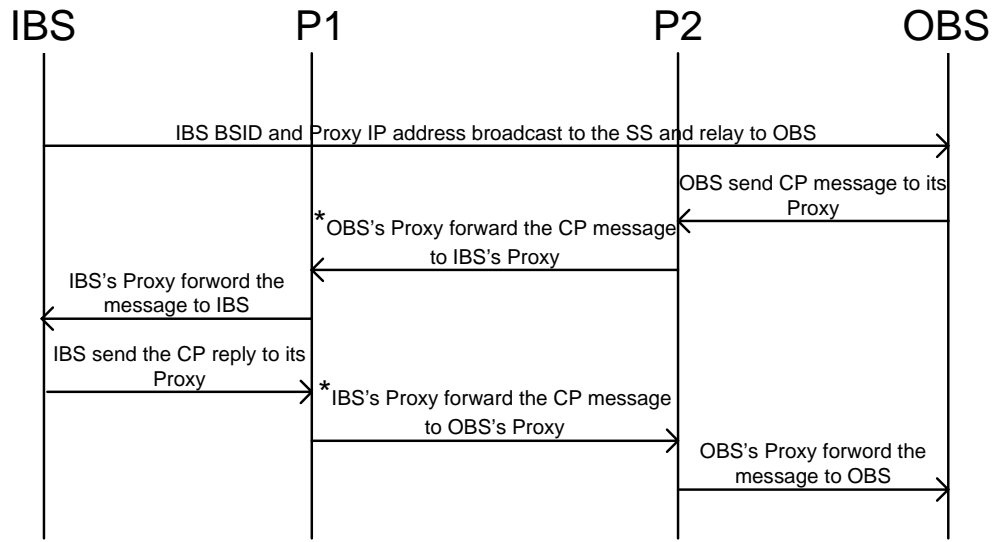 IBS P1 P2 OBS
IBS BSID and Proxy IP address broadcast to the SS and relay to OBS
OBS send CP message to its
Proxy
*OBS's Proxy forward the CP message
to IBS's Proxy
IBS's Proxy forword the
message to IBS
IBS send the CP reply to its
Proxy
*IBS's Proxy forward the CP message
to OBS's Proxy
OBS's Proxy forword the
message to OBS